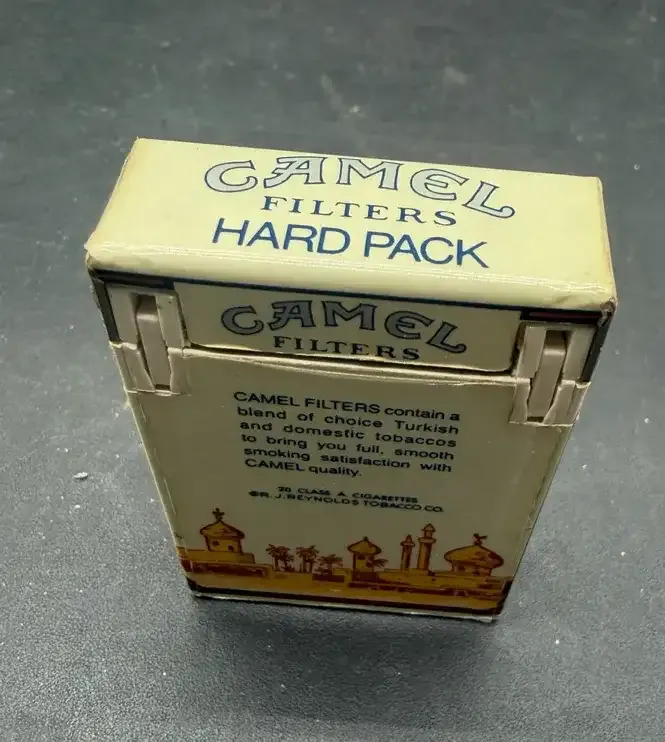 CAMEL
FILTERS
HARD PACK
CAMEL
FILTERS
CAMEL FILTERS contain a
blend of choice Turkish
and domestic tobaccos
to bring you full, smooth
smoking satisfaction with
CAMEL quality.
20 CLASS A CIGARETTES
©R. J. REYNOLDS TOBACCO CO.